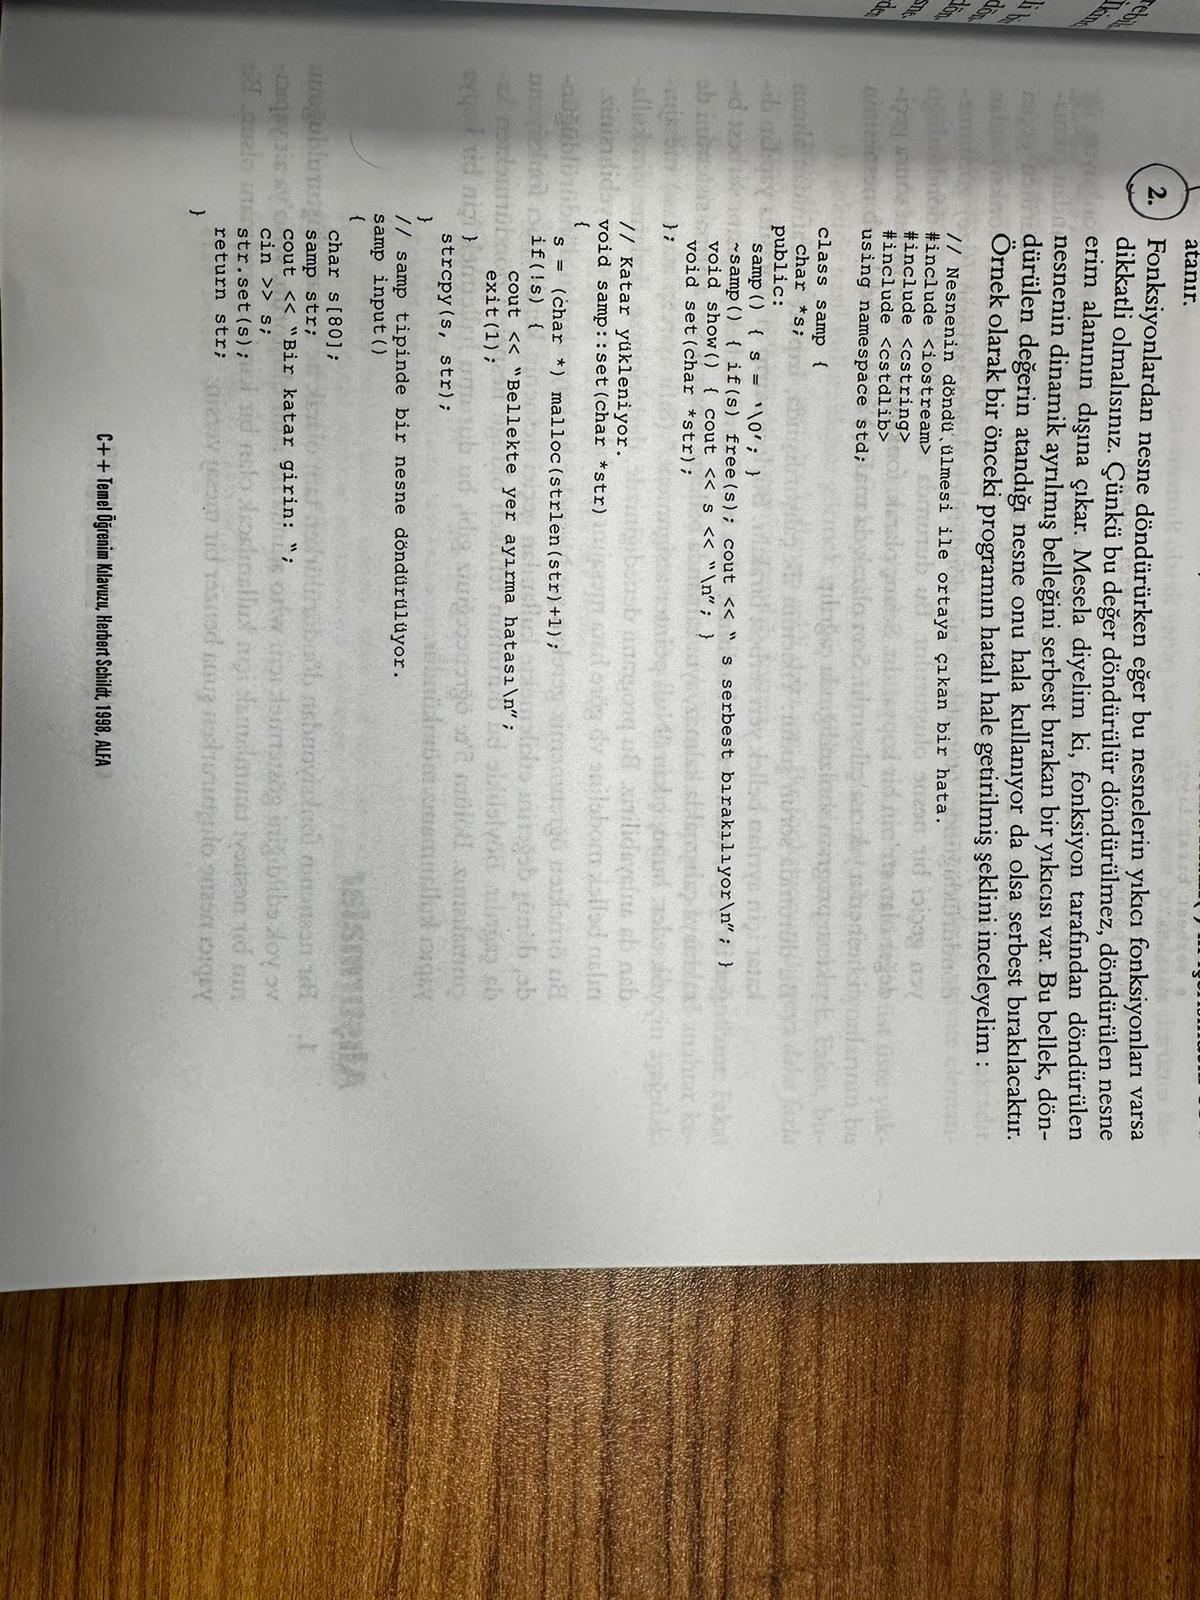 atanır.
2. Fonksiyonlardan nesne döndürürken eğer bu nesnelerin yıkıcı fonksiyonları varsa
dikkatli olmalısınız. Çünkü bu değer döndürülür döndürülmez, döndürülen nesne
erim alanının dışına çıkar. Mesela diyelim ki, fonksiyon tarafından döndürülen
nesnenin dinamik ayrılmış belleğini serbest bırakan bir yıkıcısı var. Bu bellek, dön-
dürülen değerin atandığı nesne onu hala kullanıyor da olsa serbest bırakılacaktır.
Örnek olarak bir önceki programın hatalı hale getirilmiş şeklini inceleyelim :
// Nesnenin döndü.ülmesi ile ortaya çıkan bir hata.
#include <iostream>
#include <cstring>
#include <cstdlib>
using namespace std;
class samp {
char *s;
public:
samp() { s = '\0'; }
~samp() { if(s) free(s); cout << " s serbest bırakılıyor\n"; }
void show() { cout << s << "\n"; }
void set(char *str);
};
// Katar yükleniyor.
void samp::set(char *str)
{
s = (char *) malloc(strlen(str)+1);
if(!s) {
cout << "Bellekte yer ayırma hatası\n";
exit(1);
}
strcpy(s, str);
}
// samp tipinde bir nesne döndürülüyor.
samp input()
{
char s[80];
samp str;
cout << "Bir katar girin: ";
cin >> s;
str.set(s);
return str;
}
C++ Temel Öğrenim Kılavuzu, Herbert Schildt, 1998, ALFA